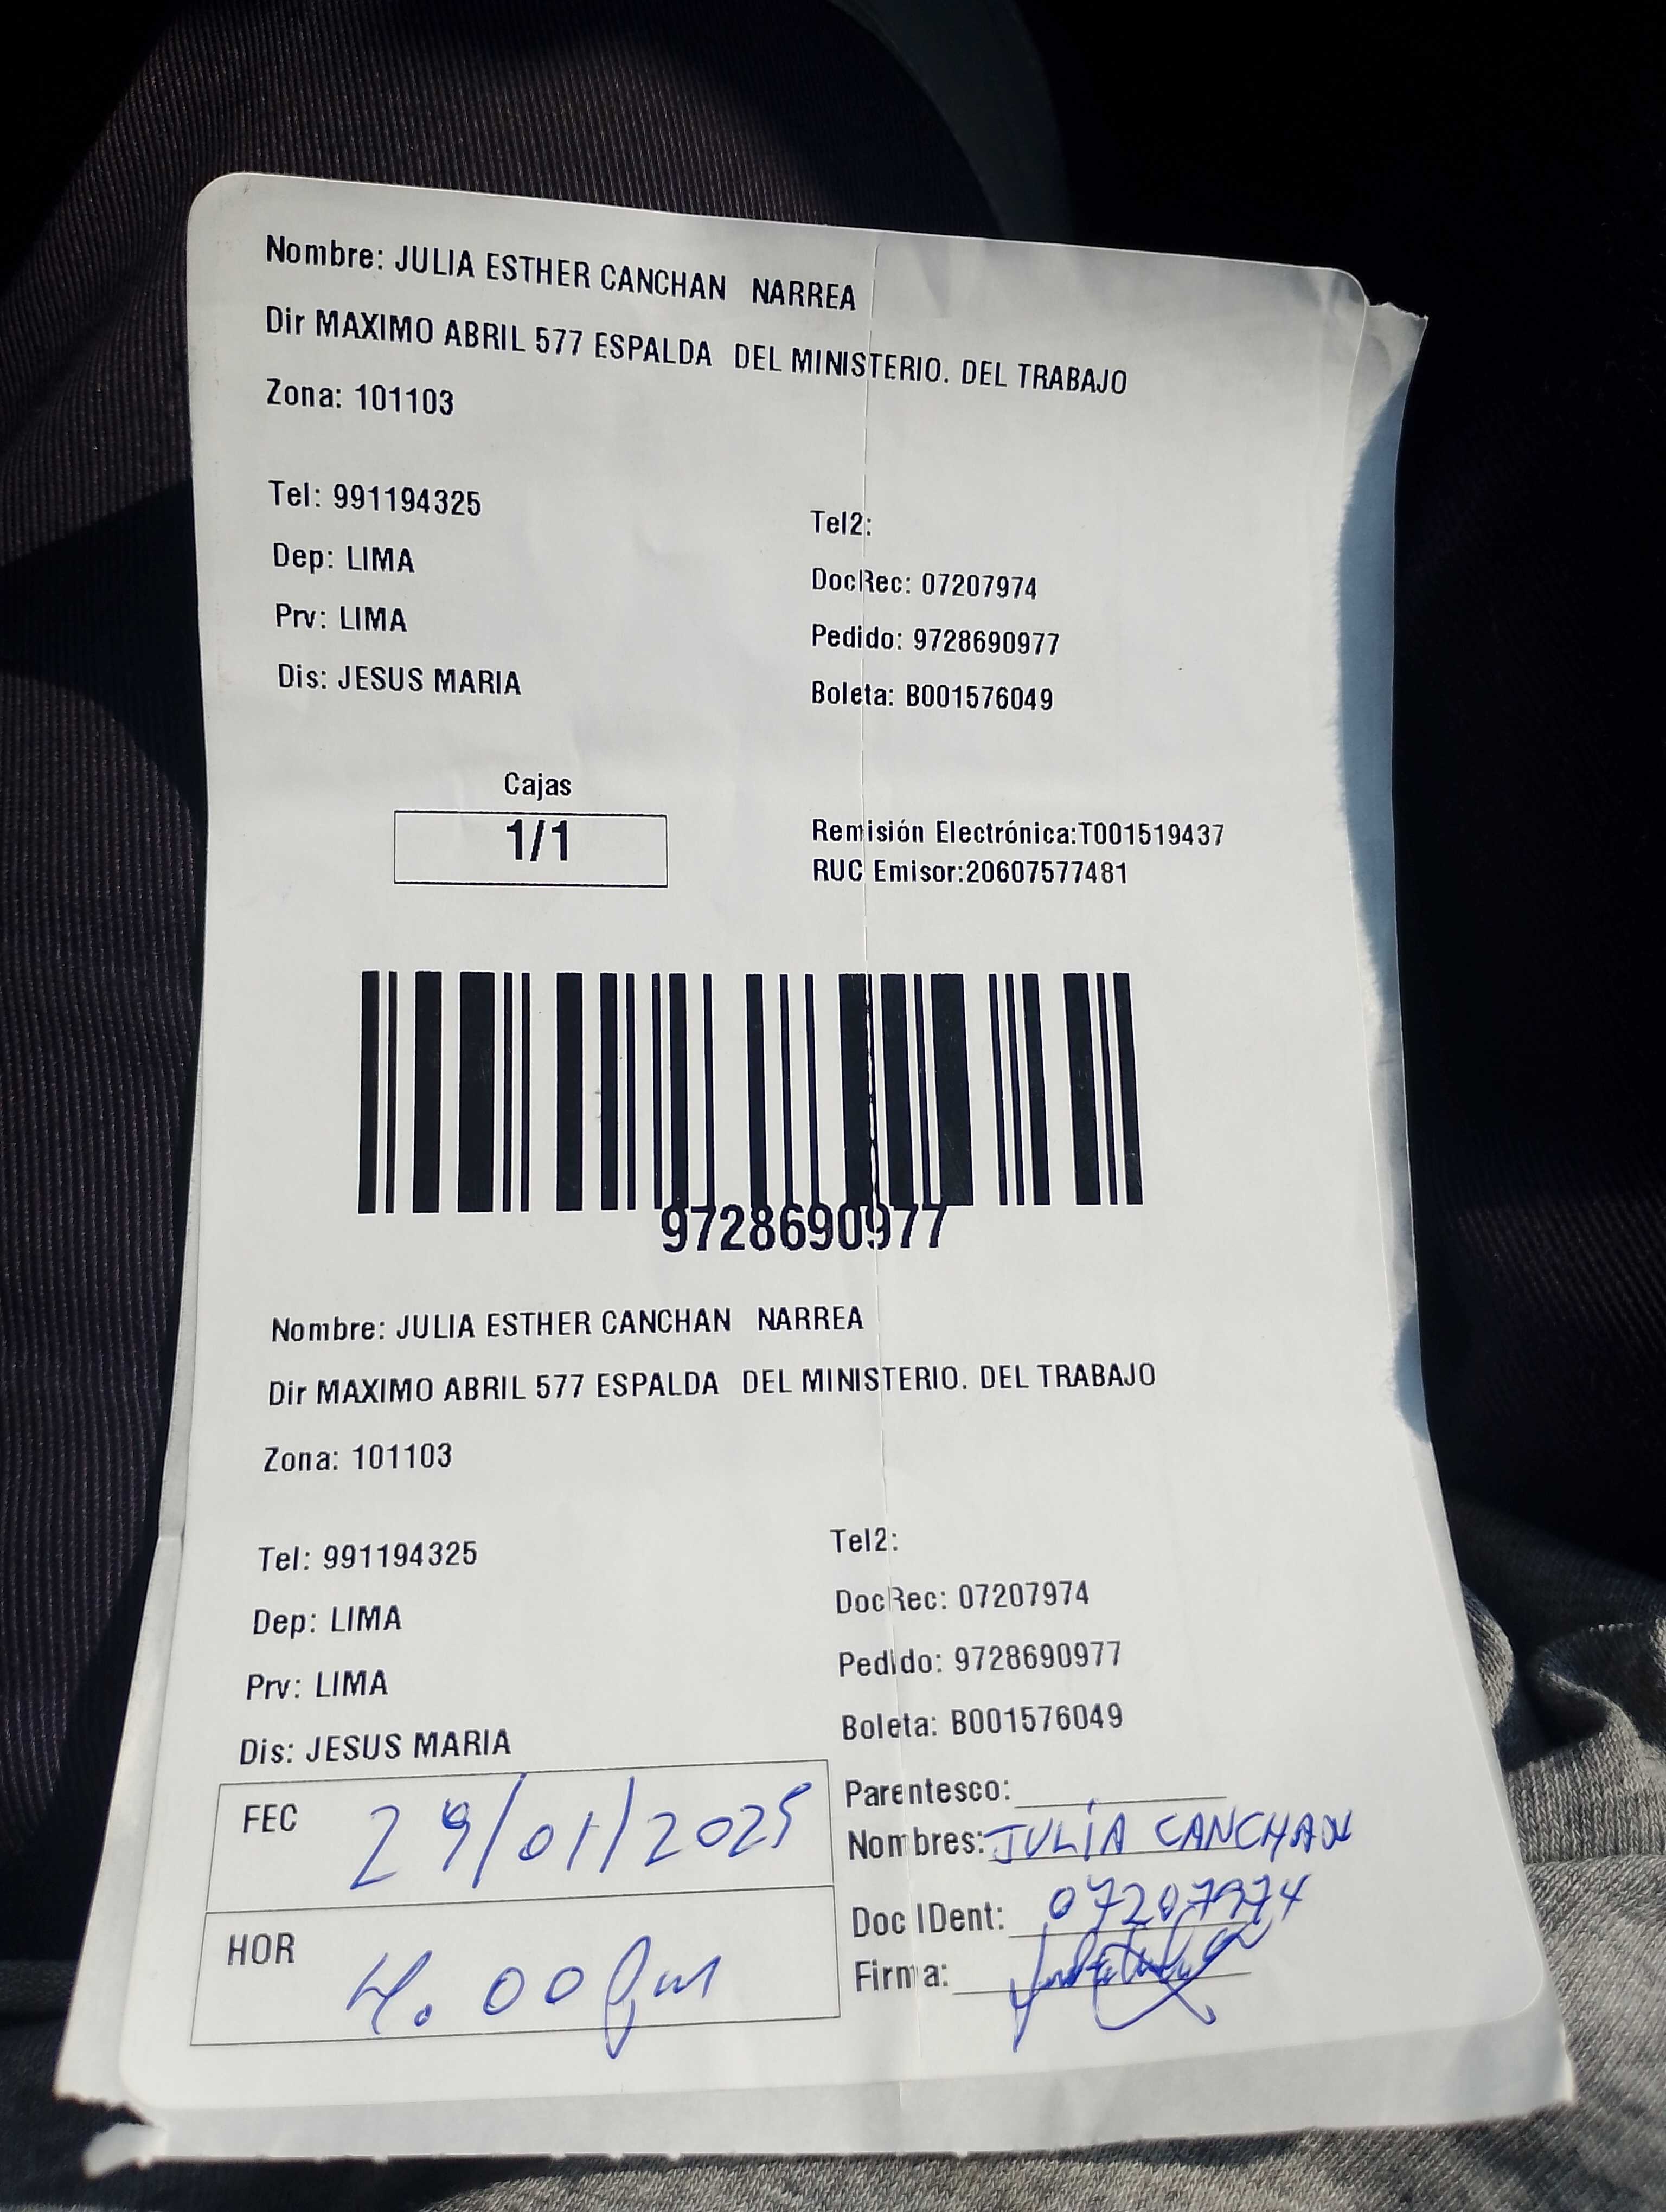 Nombre: JULIA ESTHER CANCHAN NARREA
Dir MAXIMO ABRIL 577 ESPALDA DEL MINISTERIO. DEL TRABAJO
Zona: 101103
Tel: 991194325
Tel2:
Dep: LIMA
DocRec: 07207974
Prv: LIMA
Pedido: 9728690977
Dis: JESUS MARIA
Boleta: B001576049
Cajas
1/1
Remisión Electrónica:T001519437
RUC Emisor:20607577481
9728690977
Nombre: JULIA ESTHER CANCHAN NARREA
Dir MAXIMO ABRIL 577 ESPALDA DEL MINISTERIO. DEL TRABAJO
Zona: 101103
Tel: 991194325
Tel2:
Dep: LIMA
DocRec: 07207974
Prv: LIMA
Pedido: 9728690977
Dis: JESUS MARIA
Boleta: B001576049
FEC 29/01/2025
Parentesco:
Nombres: JULIA CANCHAN
HOR 4.00 pm
Doc IDent: 07207974
Firma: